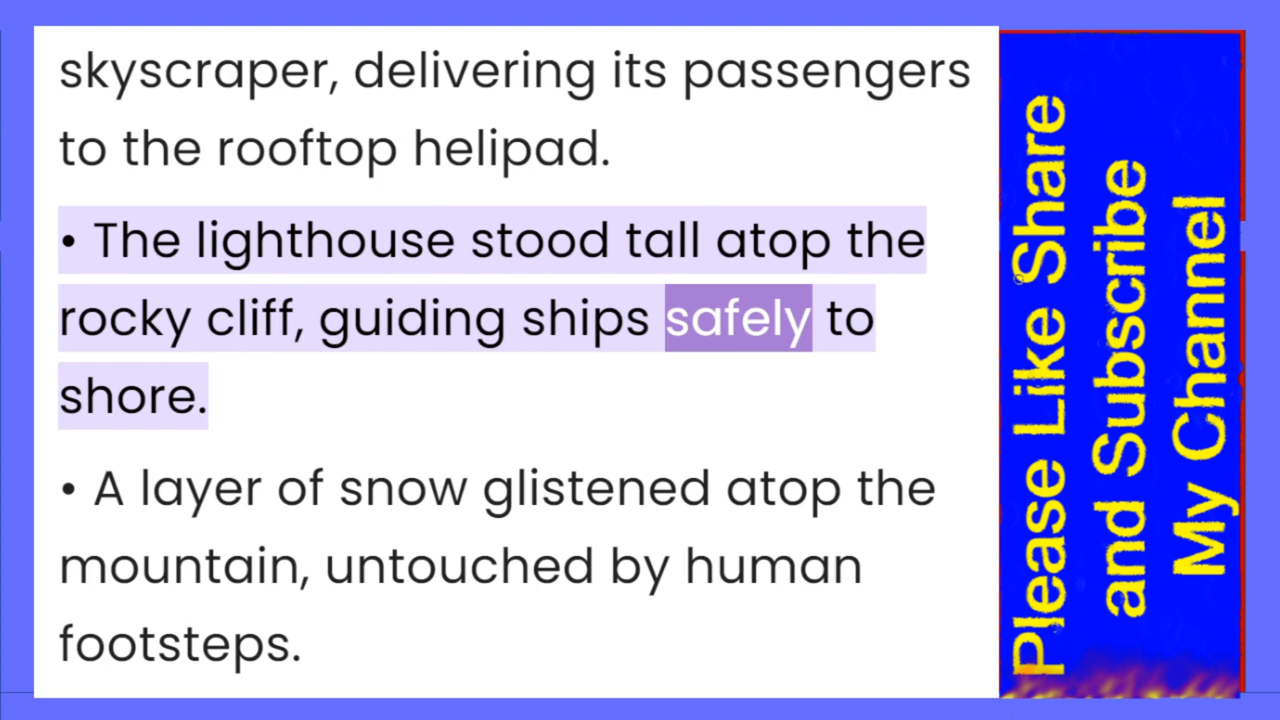 skyscraper, delivering its passengers
to the rooftop helipad.
• The lighthouse stood tall atop the
rocky cliff, guiding ships safely to
shore.
• A layer of snow glistened atop the
mountain, untouched by human
footsteps.
Please Like Share
and Subscribe
My Channel